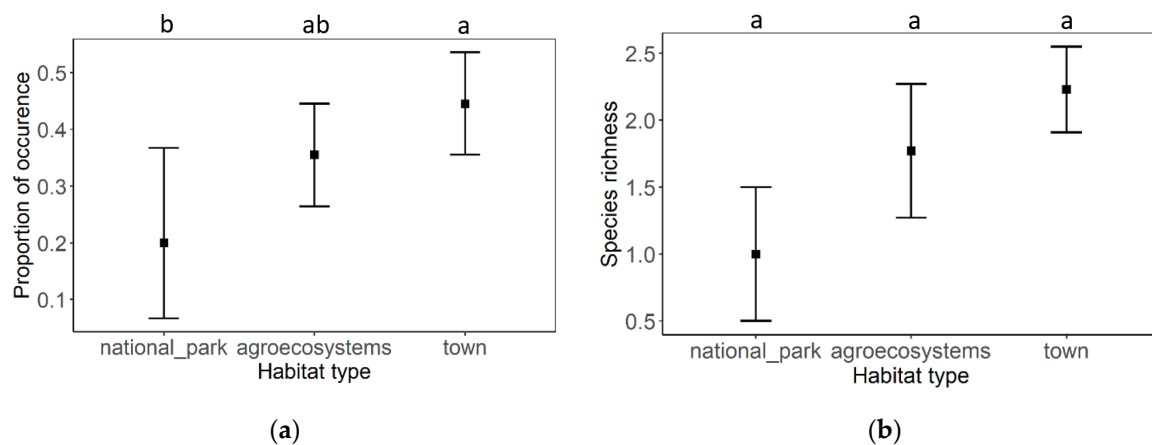 b ab a
Proportion of occurence
0.5
0.4
0.3
0.2
0.1
national_park agroecosystems town
Habitat type
(a)
a a a
Species richness
2.5
2.0
1.5
1.0
0.5
national_park agroecosystems town
Habitat type
(b)